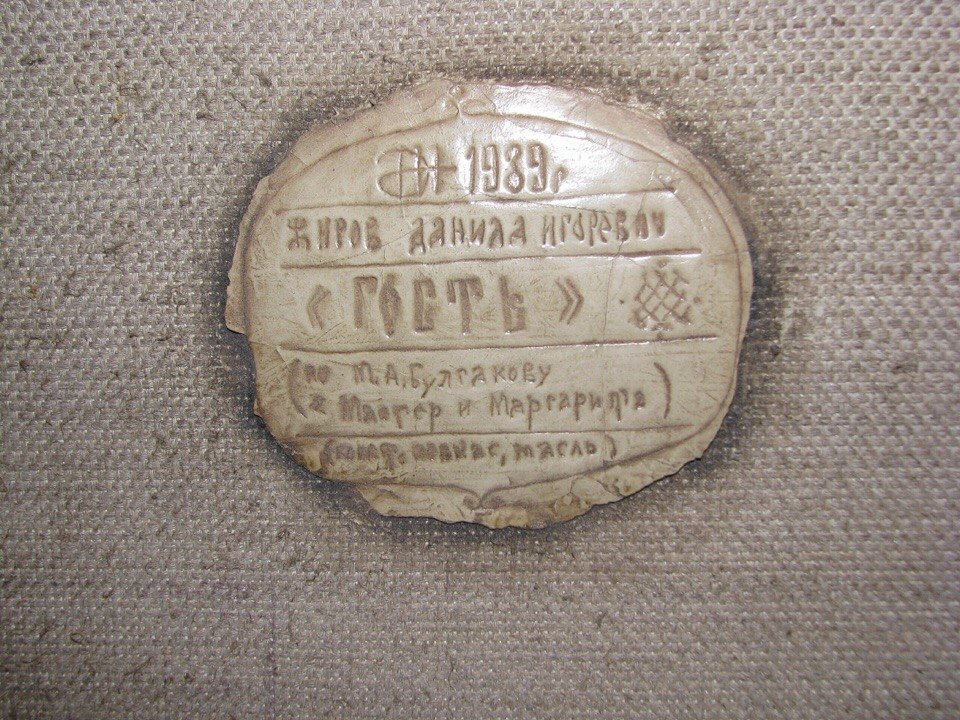 1989г
Жиров Данила Игоревич
«ГОСТЬ»
(по М.А.Булгакову
Мастер и Маргарита)
левкас, масло)